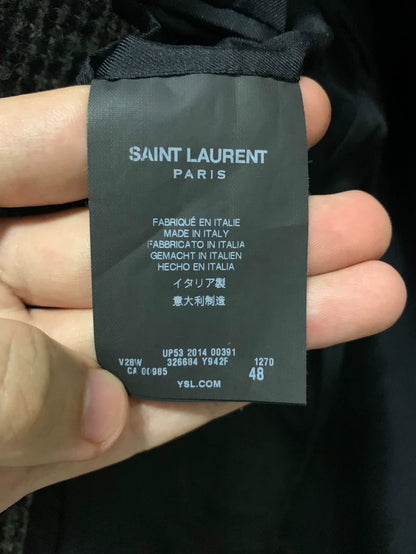 SAINT LAURENT
PARIS
FABRIQUÉ EN ITALIE
MADE IN ITALY
FABBRICATO IN ITALIA
GEMACHT IN ITALIEN
HECHO EN ITALIA
イタリア製
意大利制造
UP53 2014 00391
V28W 326684 Y942F 1270
CA 00985 48
YSL.COM